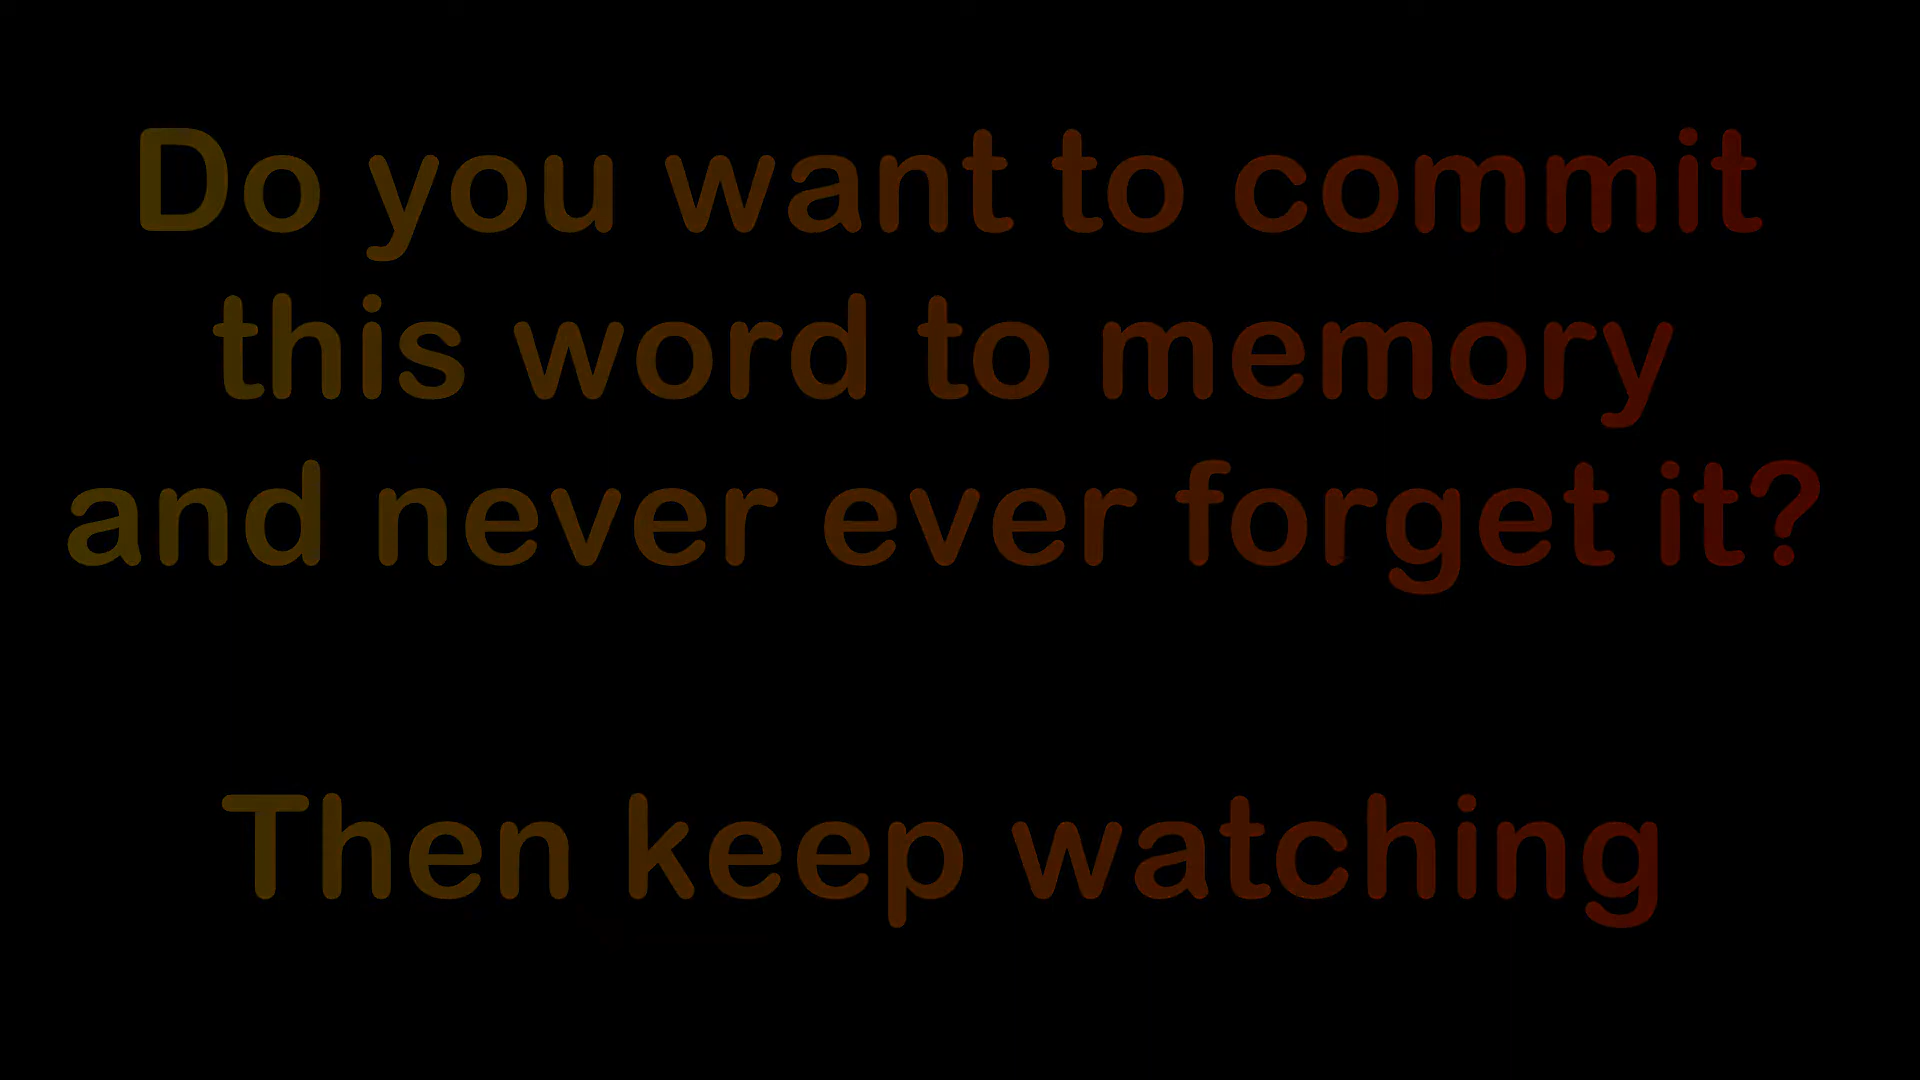 Do you want to commit
this word to memory
and never ever forget it?
Then keep watching